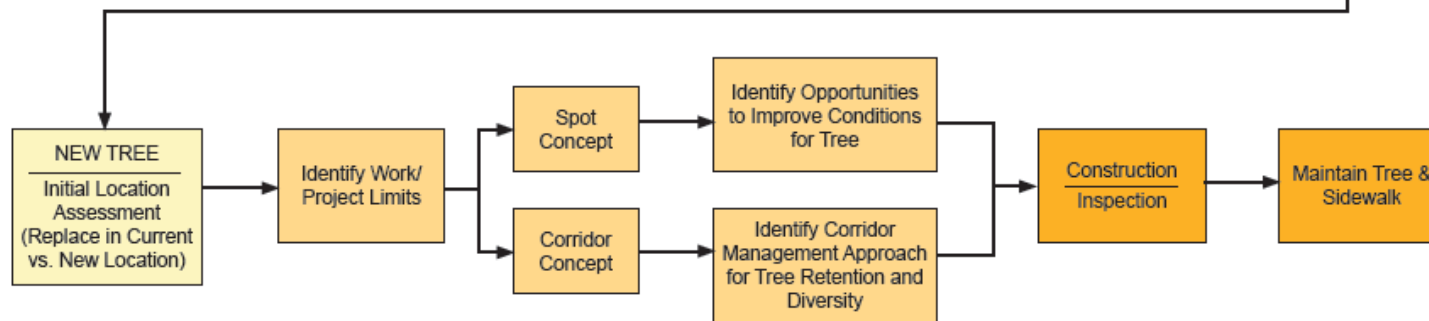 NEW TREE
Initial Location
Assessment
(Replace in Current
vs. New Location)
Identify Work/
Project Limits
Spot
Concept
Identify Opportunities
to Improve Conditions
for Tree
Corridor
Concept
Identify Corridor
Management Approach
for Tree Retention and
Diversity
Construction
Inspection
Maintain Tree &
Sidewalk